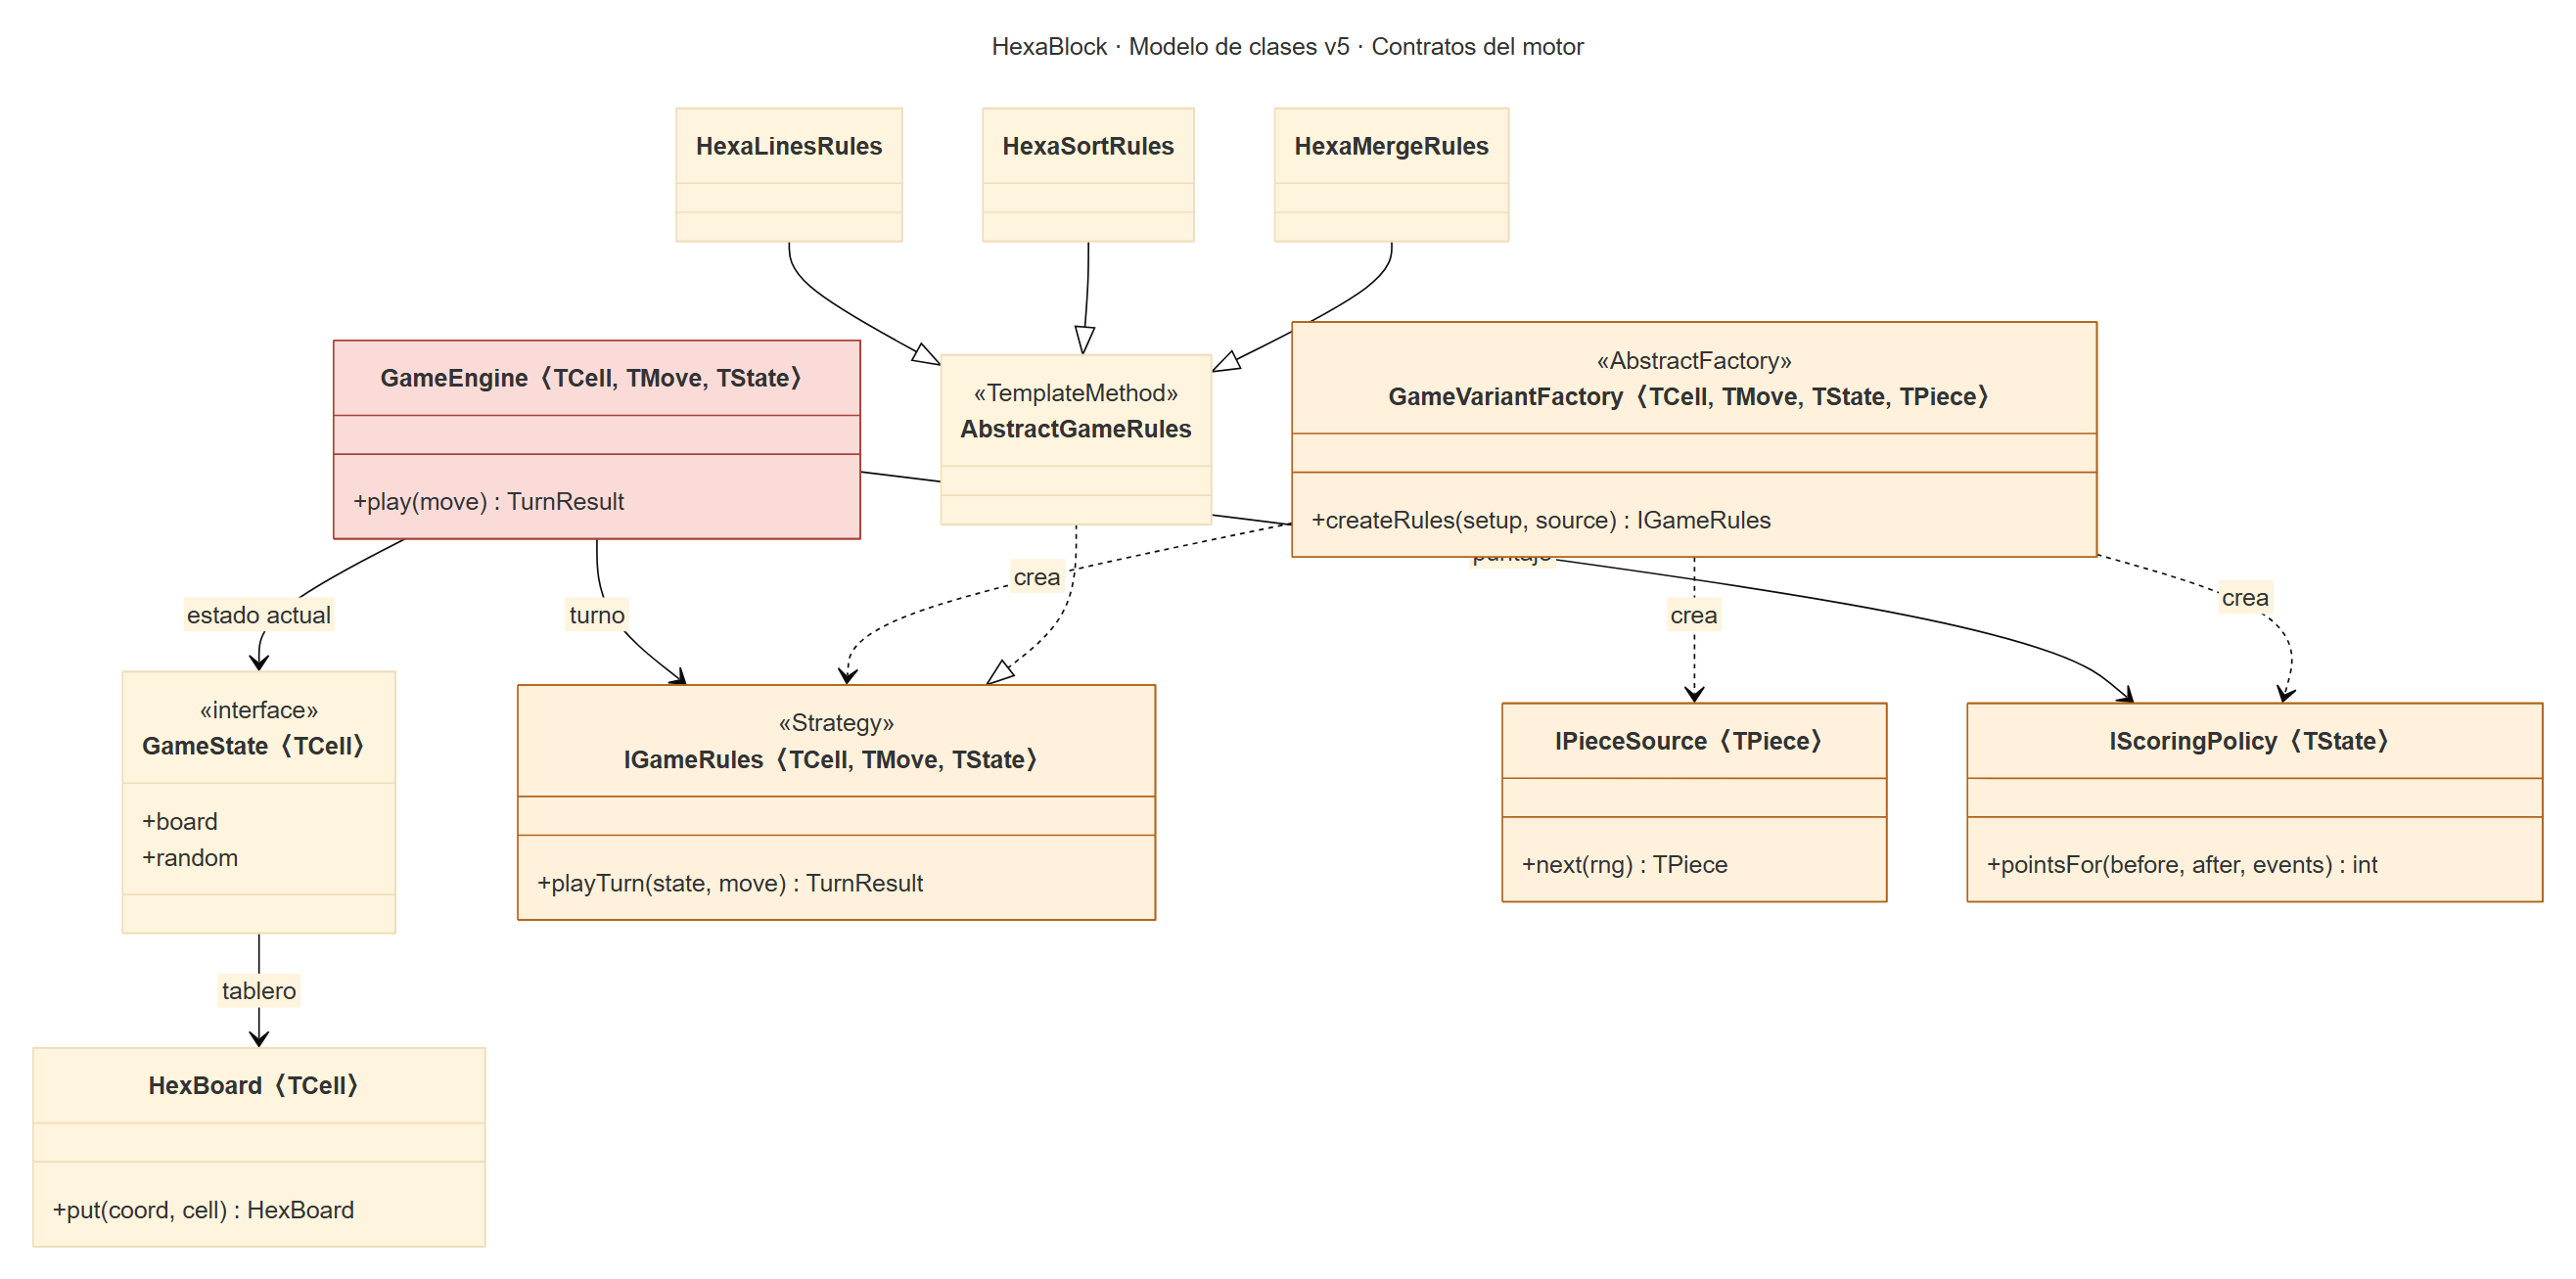 HexaBlock · Modelo de clases v5 · Contratos del motor
HexaLinesRules
HexaSortRules
HexaMergeRules
GameEngine ⟨TCell, TMove, TState⟩
+play(move) : TurnResult
«TemplateMethod»
AbstractGameRules
«AbstractFactory»
GameVariantFactory ⟨TCell, TMove, TState, TPiece⟩
+createRules(setup, source) : IGameRules
estado actual
turno
crea
puntaje
crea
crea
«interface»
GameState ⟨TCell⟩
+board
+random
«Strategy»
IGameRules ⟨TCell, TMove, TState⟩
+playTurn(state, move) : TurnResult
IPieceSource ⟨TPiece⟩
+next(rng) : TPiece
IScoringPolicy ⟨TState⟩
+pointsFor(before, after, events) : int
tablero
HexBoard ⟨TCell⟩
+put(coord, cell) : HexBoard